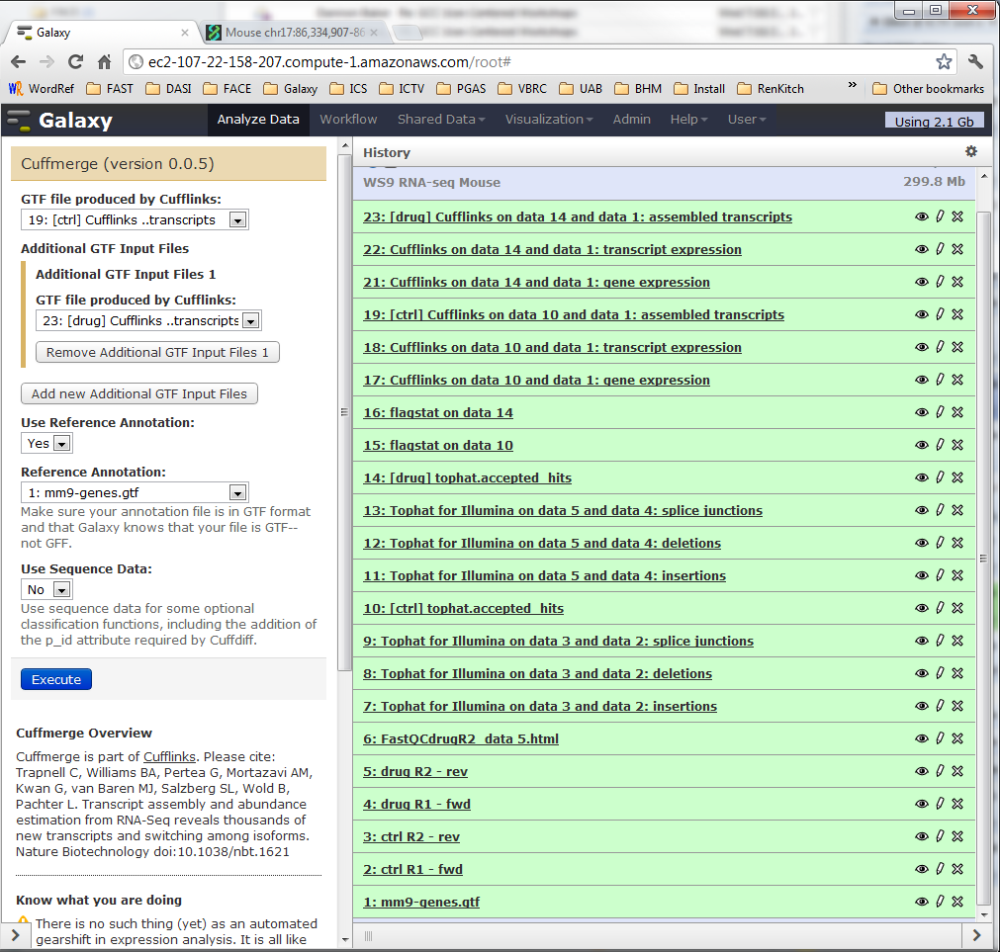 Galaxy
Mouse chr17:86,334,907-86
ec2-107-22-158-207.compute-1.amazonaws.com/root#
WordRef FAST DASI FACE Galaxy ICS ICTV PGAS VBRC UAB BHM Install RenKitch » Other bookmarks
Galaxy Analyze Data Workflow Shared Data Visualization Admin Help User Using 2.1 Gb
Cuffmerge (version 0.0.5)
GTF file produced by Cufflinks:
19: [ctrl] Cufflinks ..transcripts
Additional GTF Input Files
Additional GTF Input Files 1
GTF file produced by Cufflinks:
23: [drug] Cufflinks ..transcripts
Remove Additional GTF Input Files 1
Add new Additional GTF Input Files
Use Reference Annotation:
Yes
Reference Annotation:
1: mm9-genes.gtf
Make sure your annotation file is in GTF format
and that Galaxy knows that your file is GTF--
not GFF.
Use Sequence Data:
No
Use sequence data for some optional
classification functions, including the addition of
the p_id attribute required by Cuffdiff.
Execute
Cuffmerge Overview
Cuffmerge is part of Cufflinks. Please cite:
Trapnell C, Williams BA, Pertea G, Mortazavi AM,
Kwan G, van Baren MJ, Salzberg SL, Wold B,
Pachter L. Transcript assembly and abundance
estimation from RNA-Seq reveals thousands of
new transcripts and switching among isoforms.
Nature Biotechnology doi:10.1038/nbt.1621
Know what you are doing
There is no such thing (yet) as an automated
gearshift in expression analysis. It is all like
History
WS9 RNA-seq Mouse 299.8 Mb
23: [drug] Cufflinks on data 14 and data 1: assembled transcripts
22: Cufflinks on data 14 and data 1: transcript expression
21: Cufflinks on data 14 and data 1: gene expression
19: [ctrl] Cufflinks on data 10 and data 1: assembled transcripts
18: Cufflinks on data 10 and data 1: transcript expression
17: Cufflinks on data 10 and data 1: gene expression
16: flagstat on data 14
15: flagstat on data 10
14: [drug] tophat.accepted_hits
13: Tophat for Illumina on data 5 and data 4: splice junctions
12: Tophat for Illumina on data 5 and data 4: deletions
11: Tophat for Illumina on data 5 and data 4: insertions
10: [ctrl] tophat.accepted_hits
9: Tophat for Illumina on data 3 and data 2: splice junctions
8: Tophat for Illumina on data 3 and data 2: deletions
7: Tophat for Illumina on data 3 and data 2: insertions
6: FastQCdrugR2_data 5.html
5: drug R2 - rev
4: drug R1 - fwd
3: ctrl R2 - rev
2: ctrl R1 - fwd
1: mm9-genes.gtf